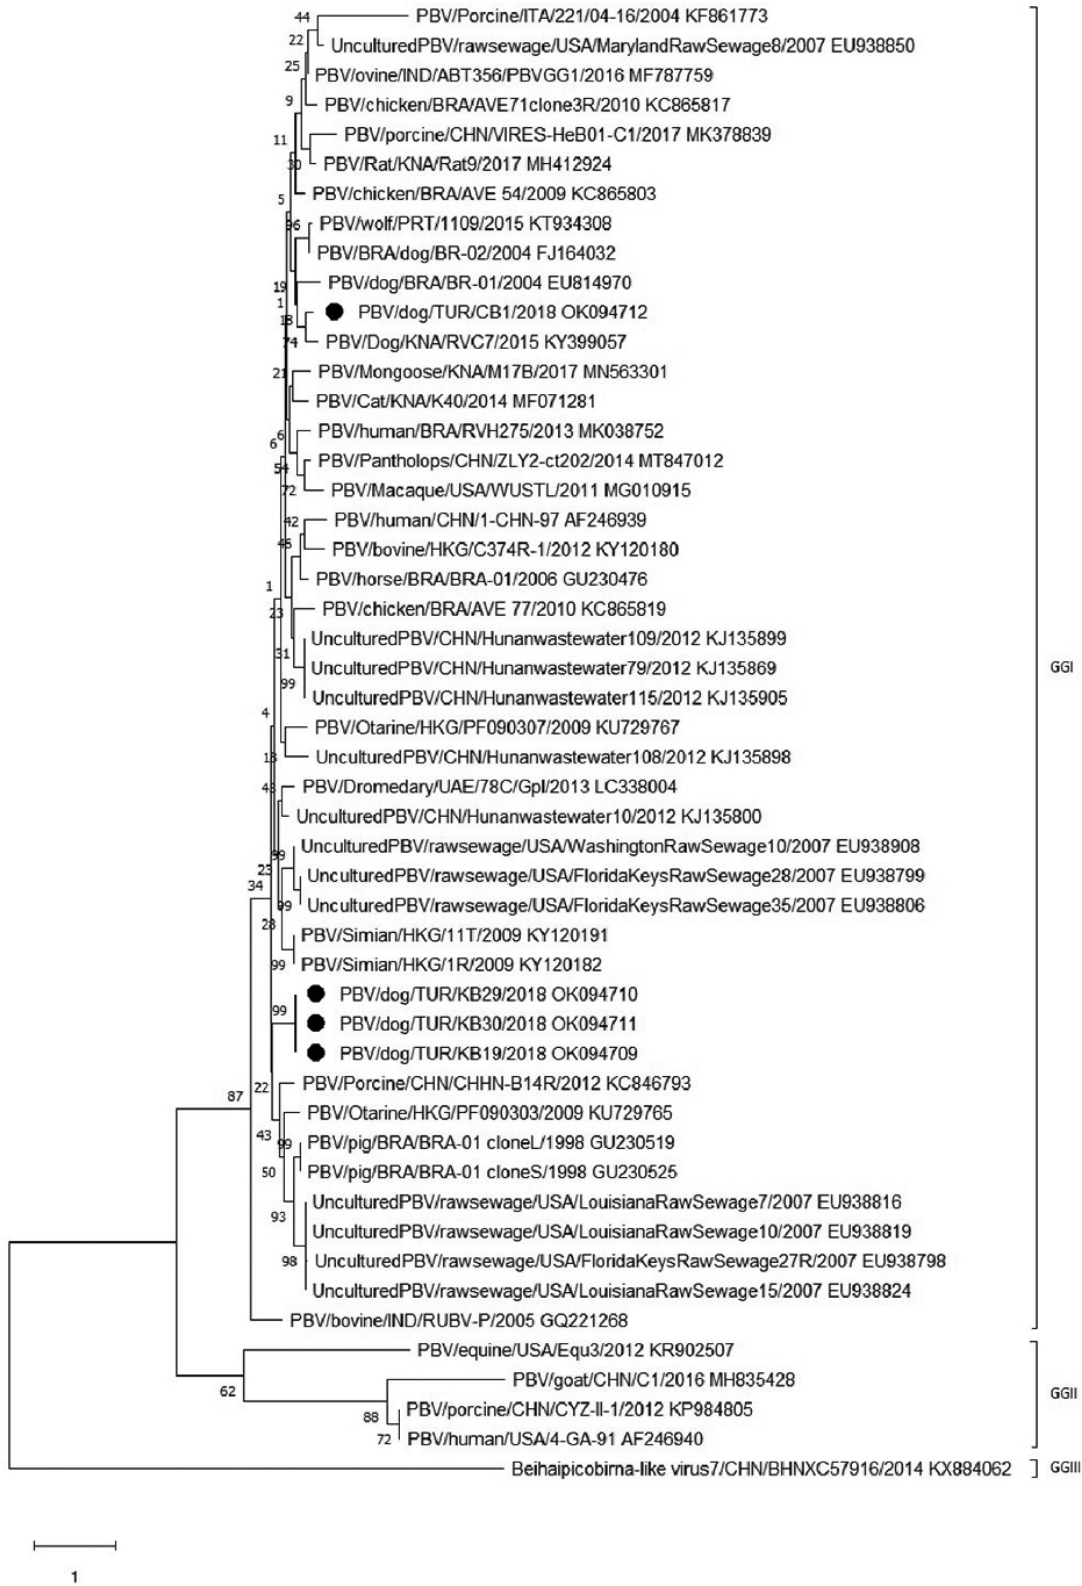 44
PBV/Porcine/ITA/221/04-16/2004 KF861773
22
UnculturedPBV/rawsewage/USA/MarylandRawSewage8/2007 EU938850
25
PBV/ovine/IND/ABT356/PBVGG1/2016 MF787759
9
PBV/chicken/BRA/AVE71clone3R/2010 KC865817
11
PBV/porcine/CHN/VIRES-HeB01-C1/2017 MK378839
30
PBV/Rat/KNA/Rat9/2017 MH412924
5
PBV/chicken/BRA/AVE 54/2009 KC865803
96
PBV/wolf/PRT/1109/2015 KT934308
PBV/BRA/dog/BR-02/2004 FJ164032
19
PBV/dog/BRA/BR-01/2004 EU814970
1
18
PBV/dog/TUR/CB1/2018 OK094712
74
PBV/Dog/KNA/RVC7/2015 KY399057
21
PBV/Mongoose/KNA/M17B/2017 MN563301
PBV/Cat/KNA/K40/2014 MF071281
6
6
PBV/human/BRA/RVH275/2013 MK038752
54
PBV/Pantholops/CHN/ZLY2-ct202/2014 MT847012
72
PBV/Macaque/USA/WUSTL/2011 MG010915
42
PBV/human/CHN/1-CHN-97 AF246939
46
PBV/bovine/HKG/C374R-1/2012 KY120180
1
PBV/horse/BRA/BRA-01/2006 GU230476
23
PBV/chicken/BRA/AVE 77/2010 KC865819
31
UnculturedPBV/CHN/Hunanwastewater109/2012 KJ135899
99
UnculturedPBV/CHN/Hunanwastewater79/2012 KJ135869
GGI
UnculturedPBV/CHN/Hunanwastewater115/2012 KJ135905
4
PBV/Otarine/HKG/PF090307/2009 KU729767
UnculturedPBV/CHN/Hunanwastewater108/2012 KJ135898
PBV/Dromedary/UAE/78C/Gpl/2013 LC338004
UnculturedPBV/CHN/Hunanwastewater10/2012 KJ135800
99
UnculturedPBV/rawsewage/USA/WashingtonRawSewage10/2007 EU938908
23
34
UnculturedPBV/rawsewage/USA/FloridaKeysRawSewage28/2007 EU938799
99
UnculturedPBV/rawsewage/USA/FloridaKeysRawSewage35/2007 EU938806
28
PBV/Simian/HKG/11T/2009 KY120191
99
PBV/Simian/HKG/1R/2009 KY120182
PBV/dog/TUR/KB29/2018 OK094710
99
PBV/dog/TUR/KB30/2018 OK094711
PBV/dog/TUR/KB19/2018 OK094709
87
22
PBV/Porcine/CHN/CHHN-B14R/2012 KC846793
PBV/Otarine/HKG/PF090303/2009 KU729765
43
99
PBV/pig/BRA/BRA-01 cloneL/1998 GU230519
50
PBV/pig/BRA/BRA-01 cloneS/1998 GU230525
UnculturedPBV/rawsewage/USA/LouisianaRawSewage7/2007 EU938816
93
UnculturedPBV/rawsewage/USA/LouisianaRawSewage10/2007 EU938819
98
UnculturedPBV/rawsewage/USA/FloridaKeysRawSewage27R/2007 EU938798
UnculturedPBV/rawsewage/USA/LouisianaRawSewage15/2007 EU938824
PBV/bovine/IND/RUBV-P/2005 GQ221268
PBV/equine/USA/Equ3/2012 KR902507
62
PBV/goat/CHN/C1/2016 MH835428
GGII
88
PBV/porcine/CHN/CYZ-II-1/2012 KP984805
72
PBV/human/USA/4-GA-91 AF246940
Beihaipicobirna-like virus7/CHN/BHNXC57916/2014 KX884062
GGIII
1